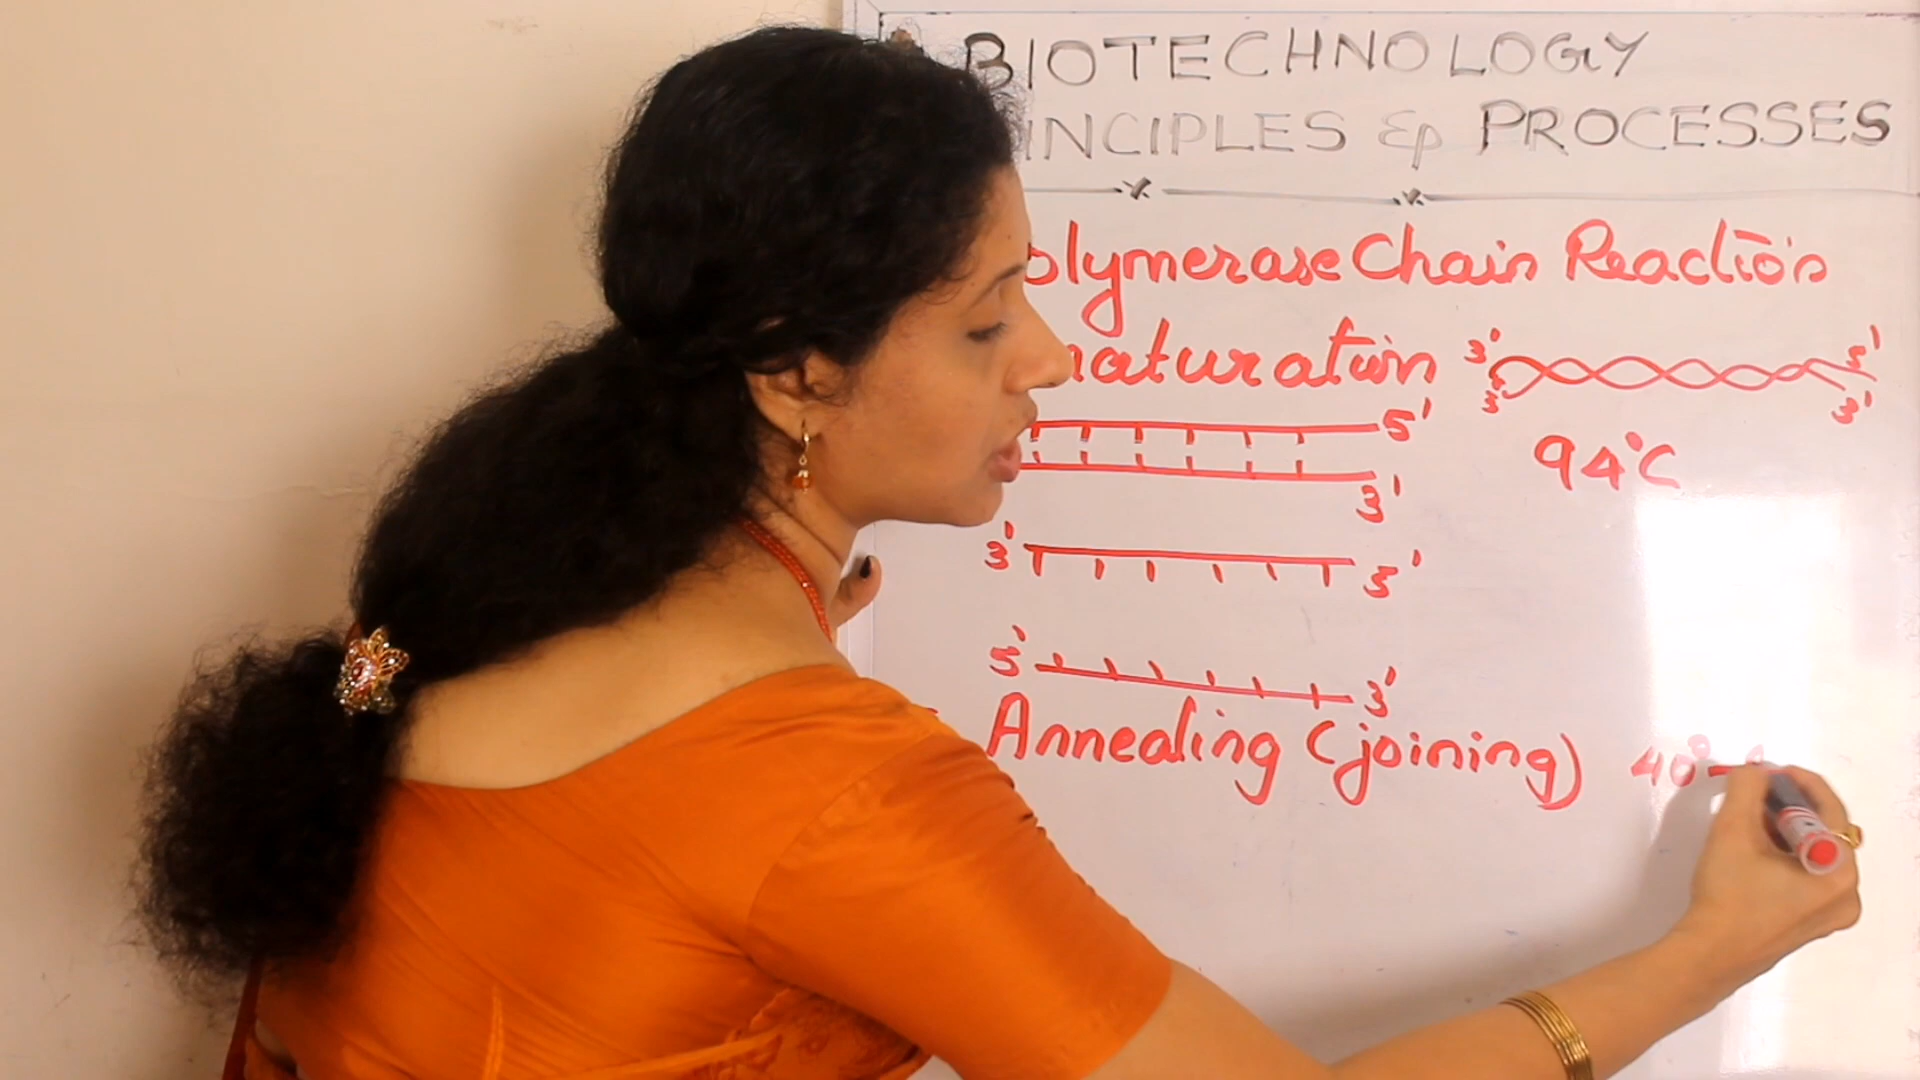 BIOTECHNOLOGY
INCIPLES & PROCESSES
olymerase Chain Reaction
naturation 3' 5'
3' 3'
5'
94°C
3'
3' 5'
5' 3'
Annealing (joining) 40° -